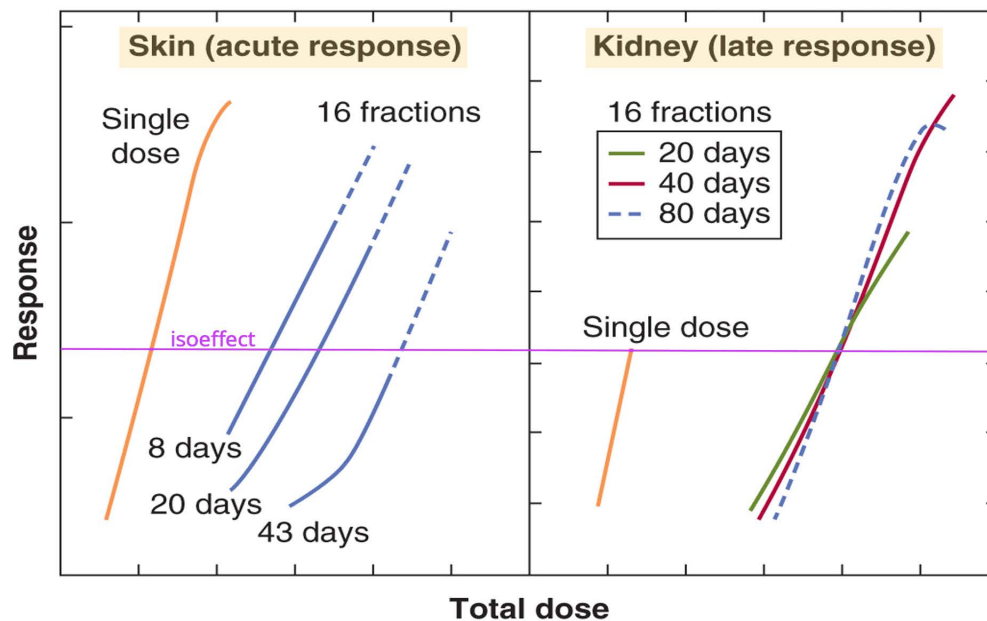 Skin (acute response)
Single
dose
16 fractions
isoeffect
8 days
20 days
43 days
Kidney (late response)
16 fractions
20 days
40 days
80 days
Single dose
Response
Total dose